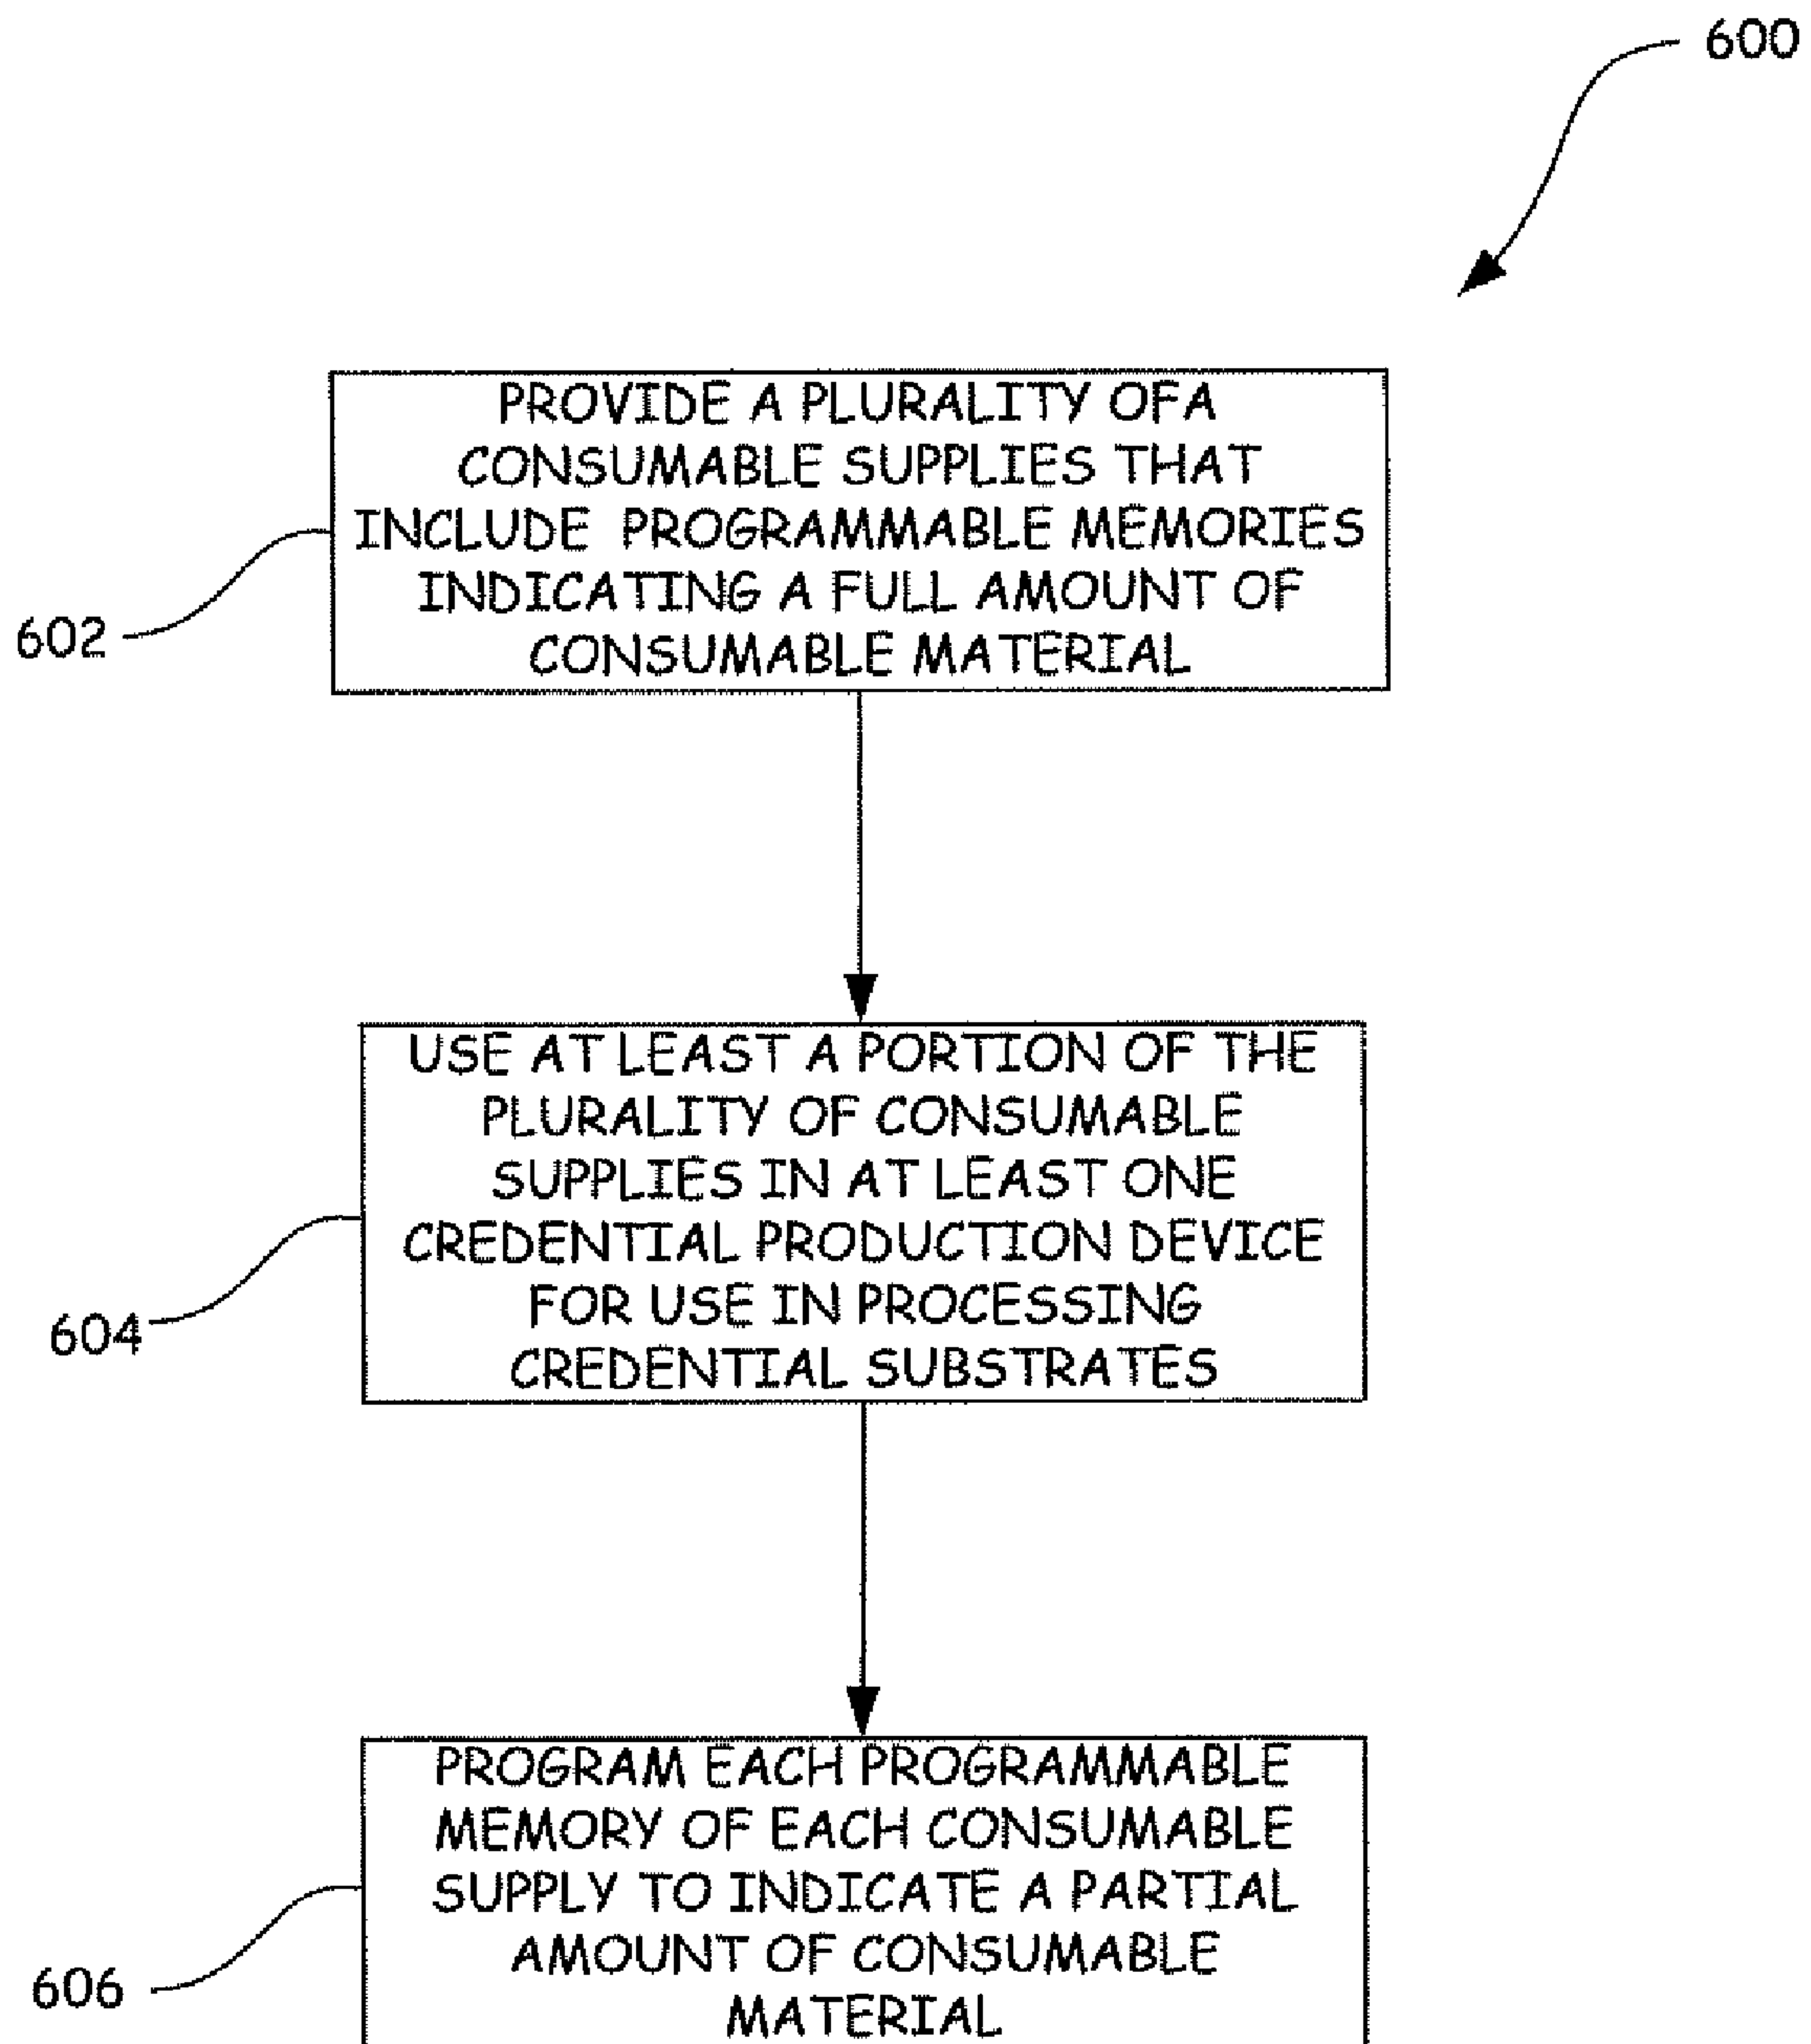 600
PROVIDE A PLURALITY OFA
CONSUMABLE SUPPLIES THAT
INCLUDE PROGRAMMABLE MEMORIES
INDICATING A FULL AMOUNT OF
CONSUMABLE MATERIAL
602
USE AT LEAST A PORTION OF THE
PLURALITY OF CONSUMABLE
SUPPLIES IN AT LEAST ONE
CREDENTIAL PRODUCTION DEVICE
FOR USE IN PROCESSING
CREDENTIAL SUBSTRATES
604
PROGRAM EACH PROGRAMMABLE
MEMORY OF EACH CONSUMABLE
SUPPLY TO INDICATE A PARTIAL
AMOUNT OF CONSUMABLE
MATERIAL
606